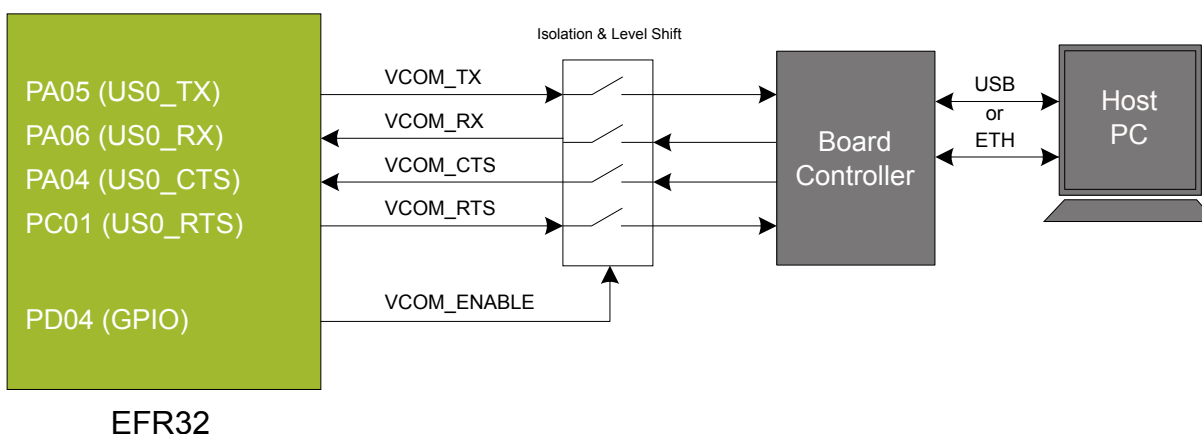 Isolation & Level Shift
PA05 (US0_TX)
VCOM_TX
PA06 (US0_RX)
VCOM_RX
PA04 (US0_CTS)
VCOM_CTS
PC01 (US0_RTS)
VCOM_RTS
PD04 (GPIO)
VCOM_ENABLE
Board
Controller
USB
or
ETH
Host
PC
EFR32